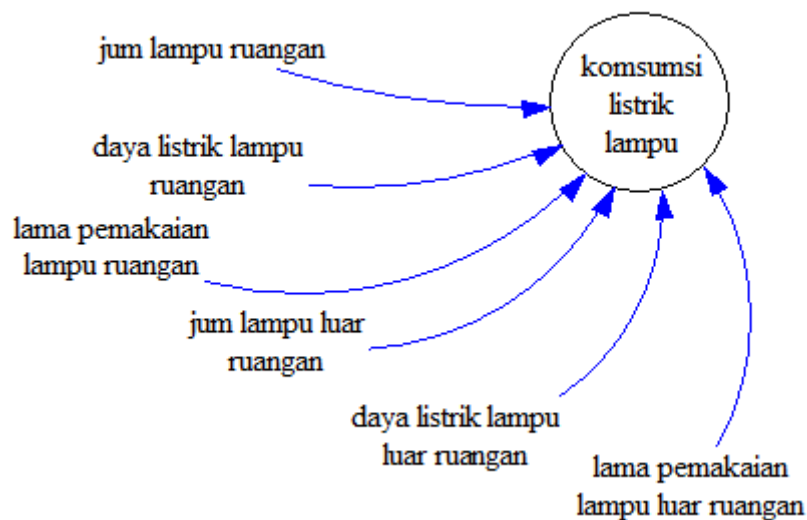 jum lampu ruangan
komsumsi
listrik
lampu
daya listrik lampu
ruangan
lama pemakaian
lampu ruangan
jum lampu luar
ruangan
daya listrik lampu
luar ruangan
lama pemakaian
lampu luar ruangan